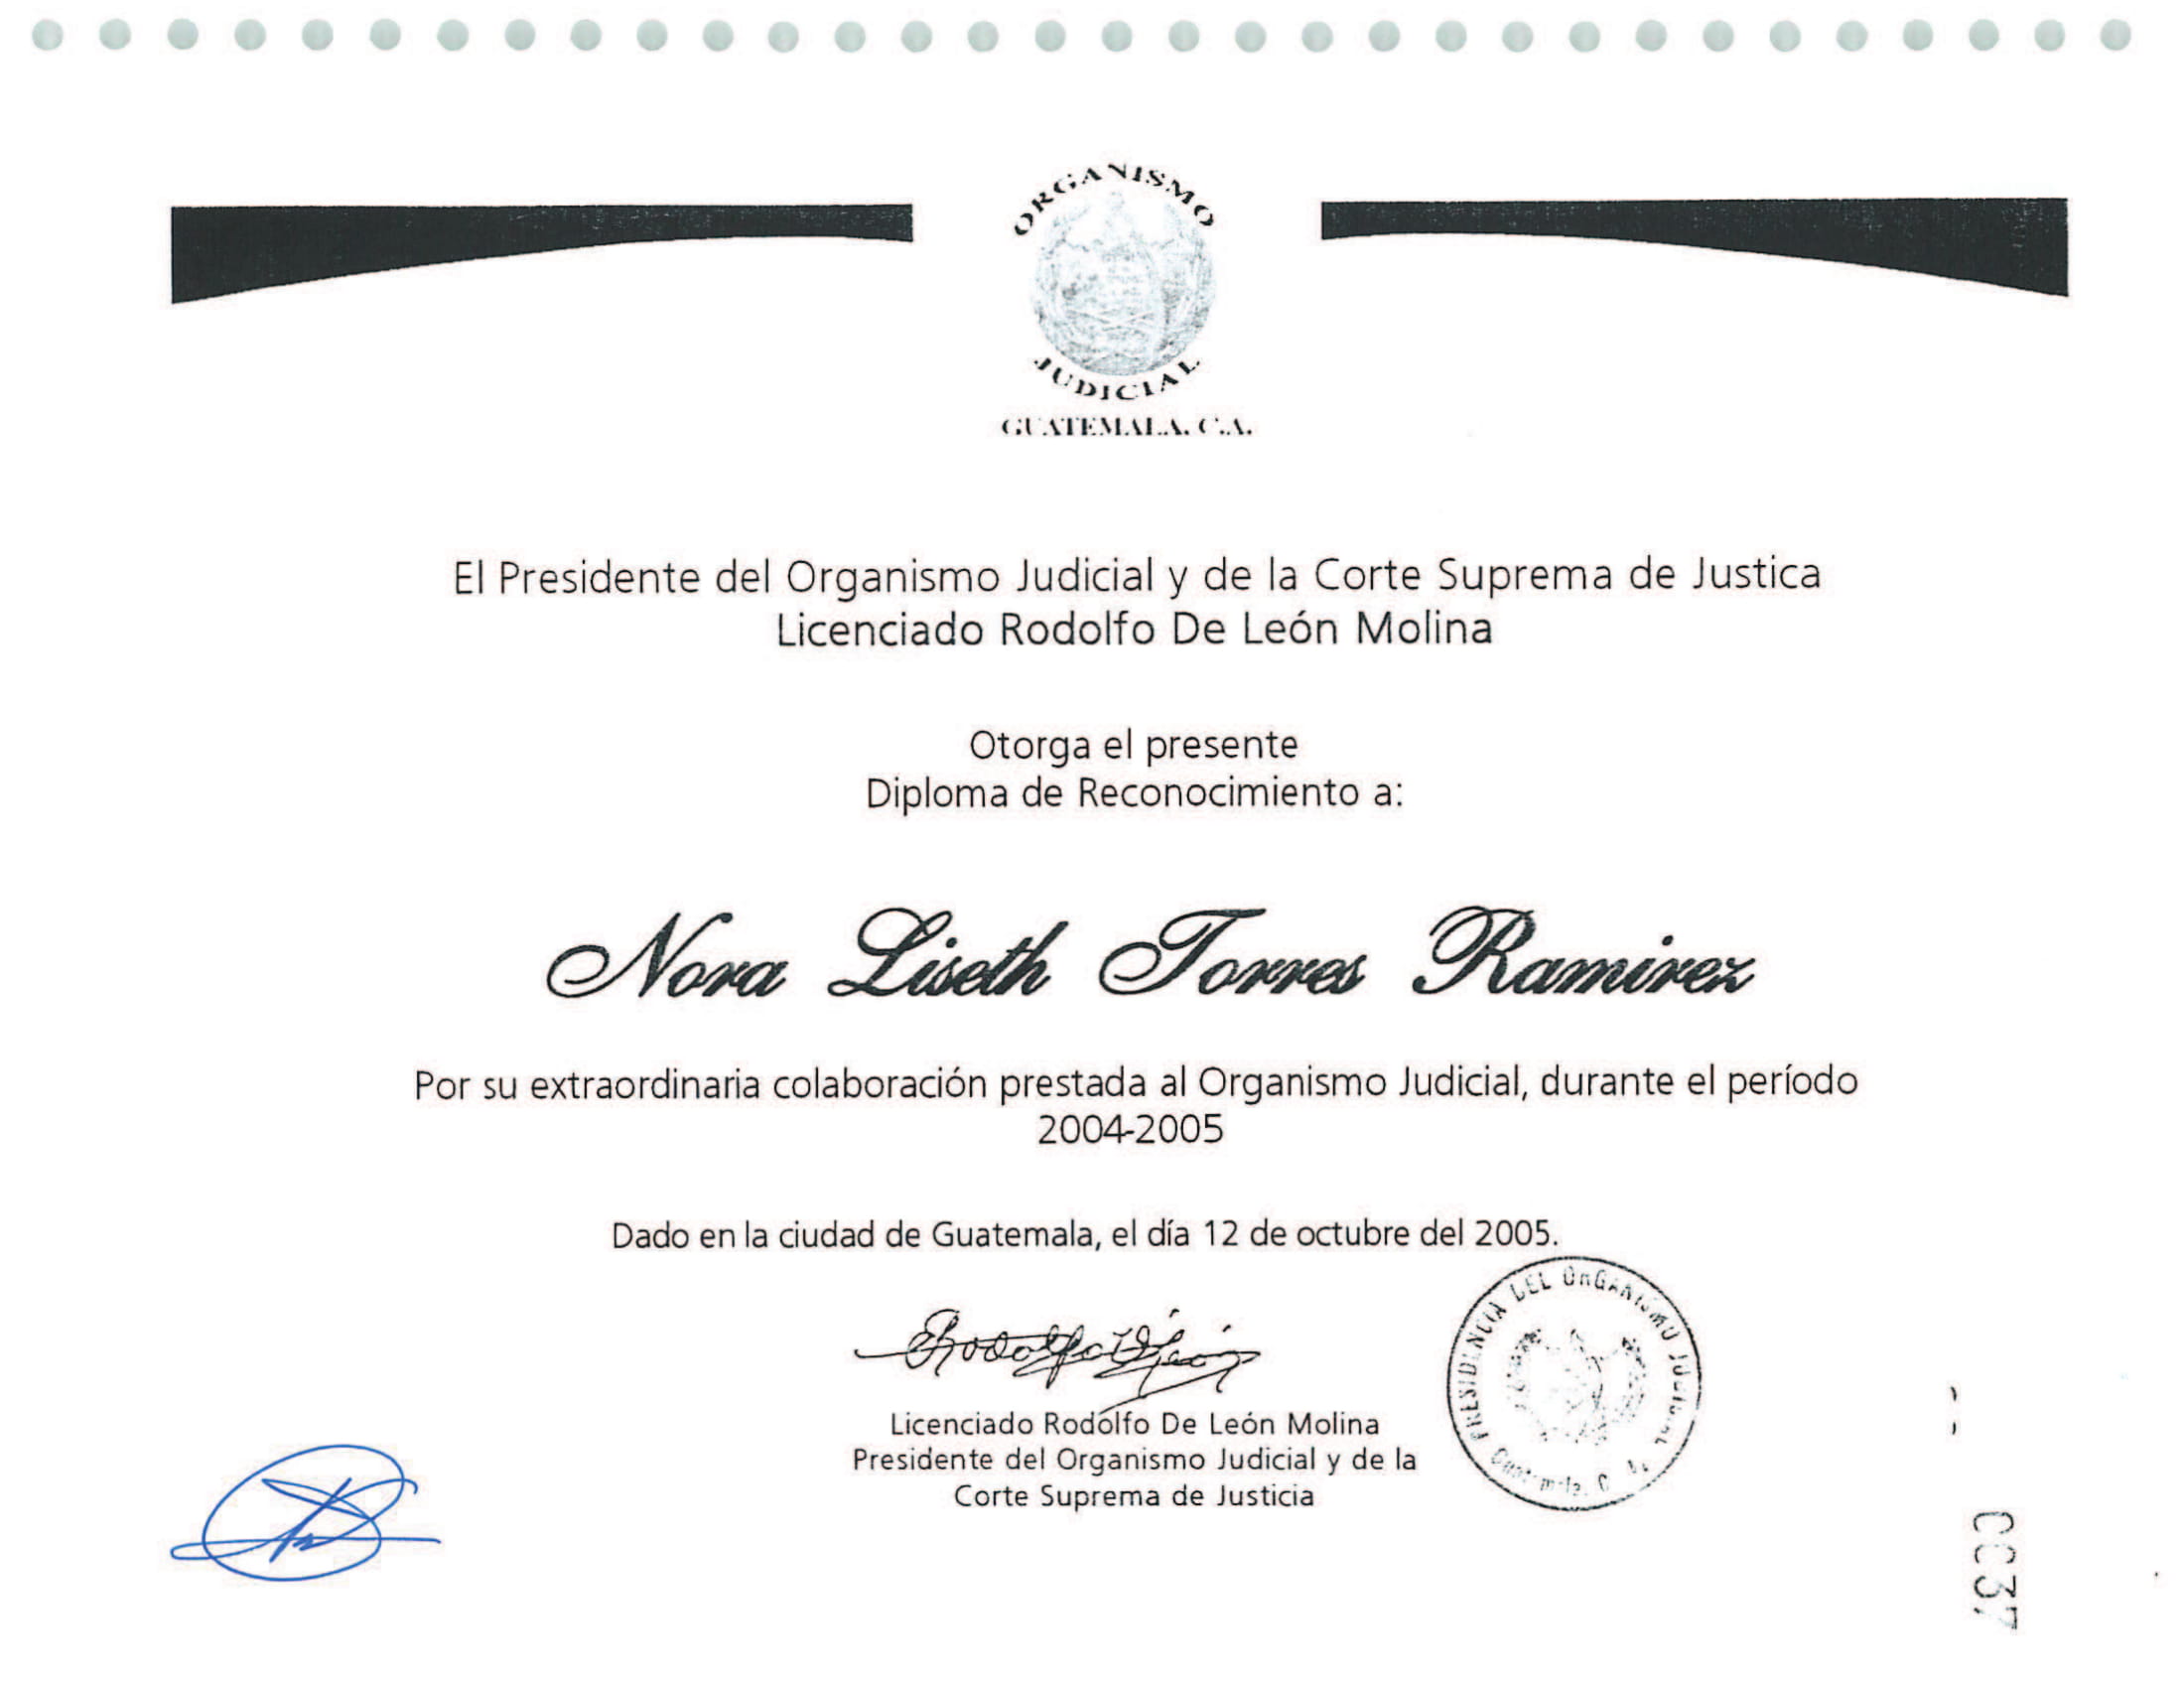 ORGANISMO
JUDICIAL
GUATEMALA, C.A.
El Presidente del Organismo Judicial y de la Corte Suprema de Justica
Licenciado Rodolfo De León Molina
Otorga el presente
Diploma de Reconocimiento a:
Nora Liseth Torres Ramirez
Por su extraordinaria colaboración prestada al Organismo Judicial, durante el período
2004-2005
Dado en la ciudad de Guatemala, el día 12 de octubre del 2005.
Licenciado Rodolfo De León Molina
Presidente del Organismo Judicial y de la
Corte Suprema de Justicia
PRESIDENCIA DEL ORGANISMO JUDICIAL
Guatemala, C. A.